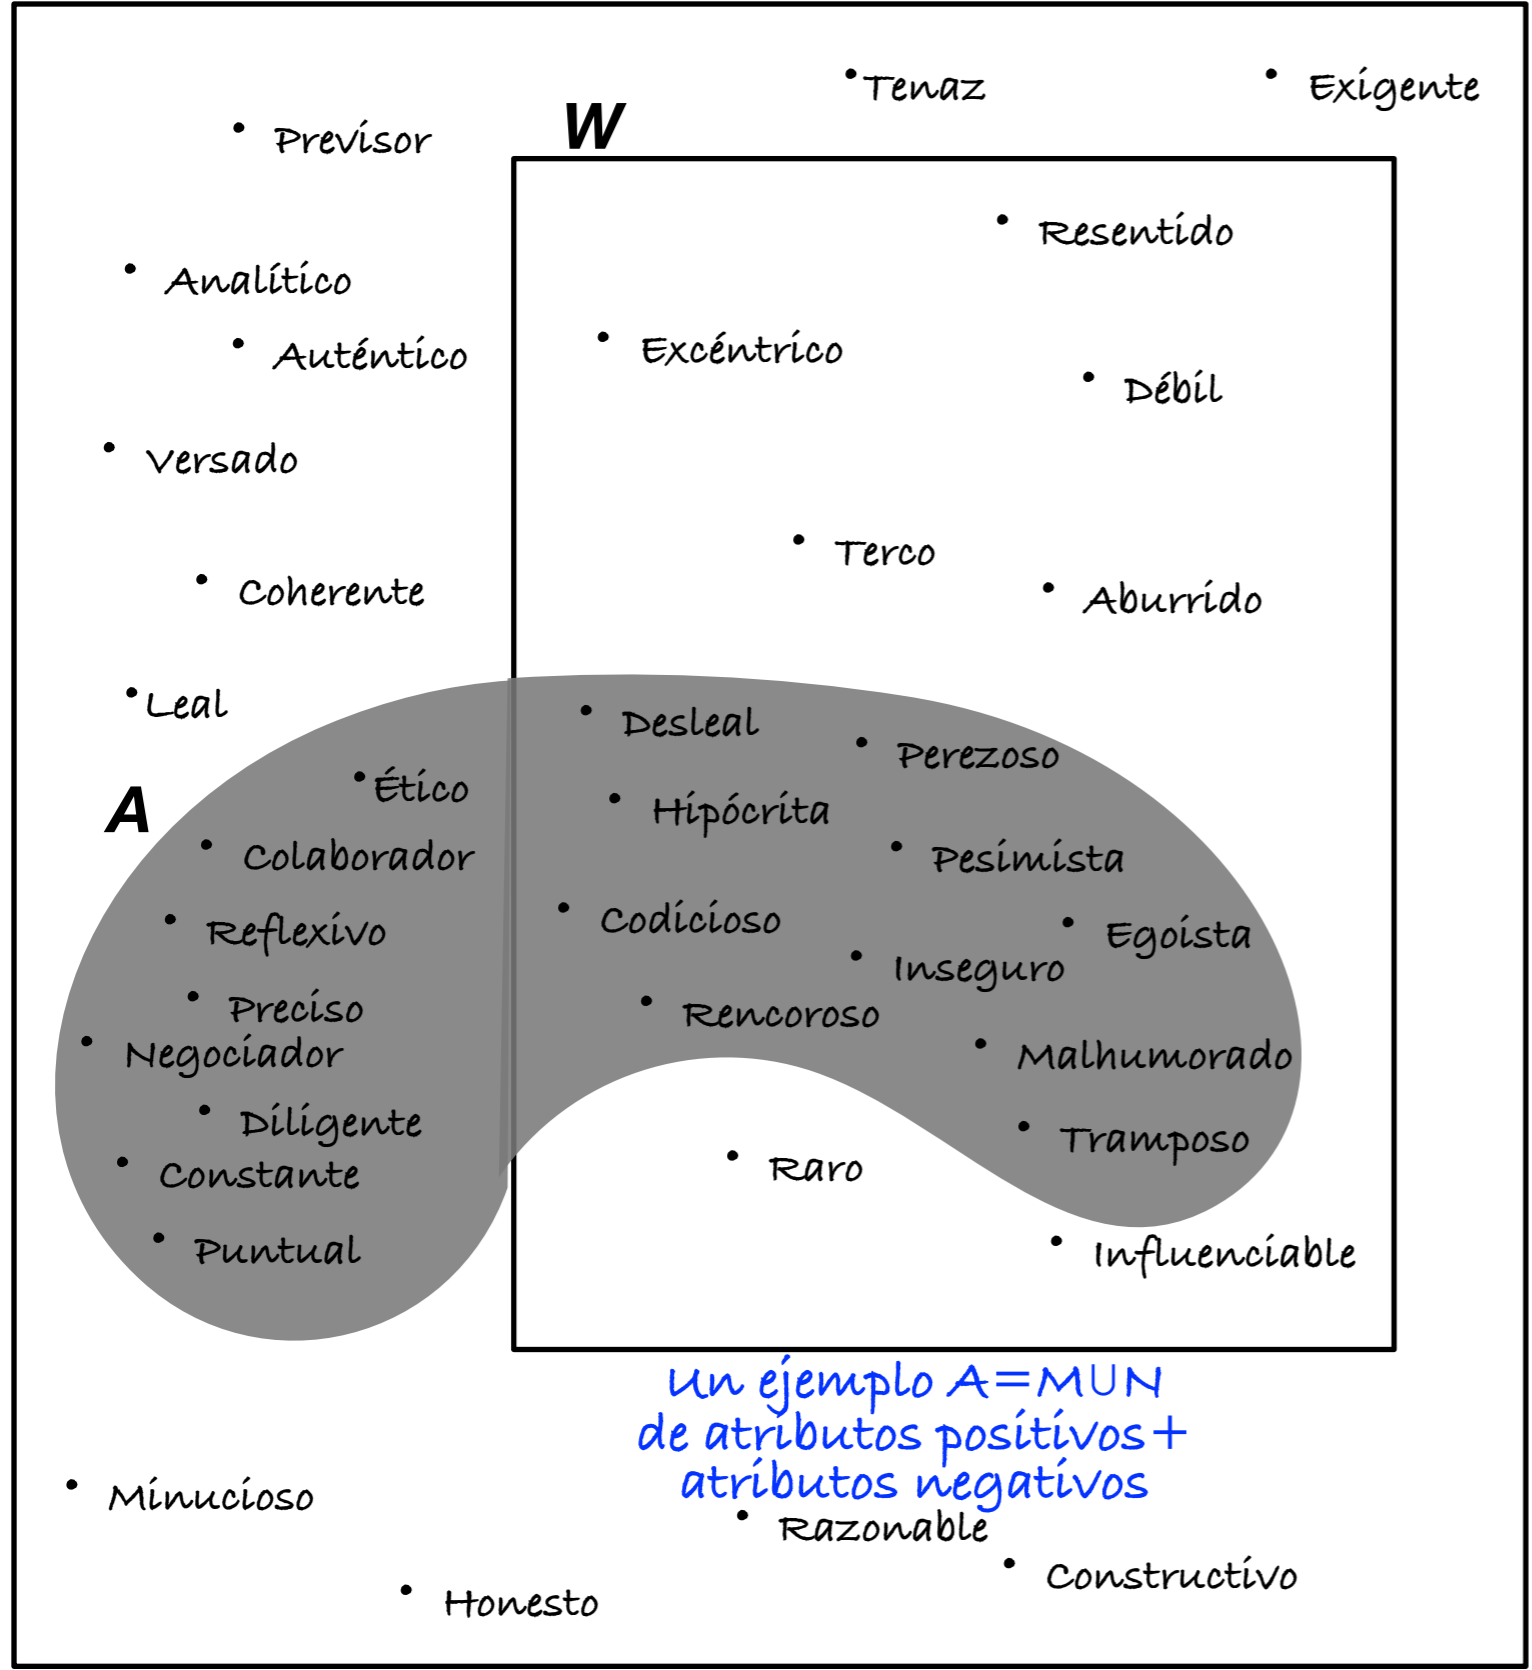 Tenaz
Exigente
W
Previsor
Resentido
Analítico
Excéntrico
Auténtico
Débil
Versado
Terco
Coherente
Aburrido
Leal
Desleal
Perezoso
Ético
A
Hipócrita
Colaborador
Pesimista
Reflexivo
Codicioso
Egoista
Inseguro
Preciso
Rencoroso
Negociador
Malhumorado
Diligente
Tramposo
Constante
Raro
Puntual
Influenciable
Un ejemplo A=MUN
de atributos positivos+
atributos negativos
Minucioso
Razonable
Constructivo
Honesto